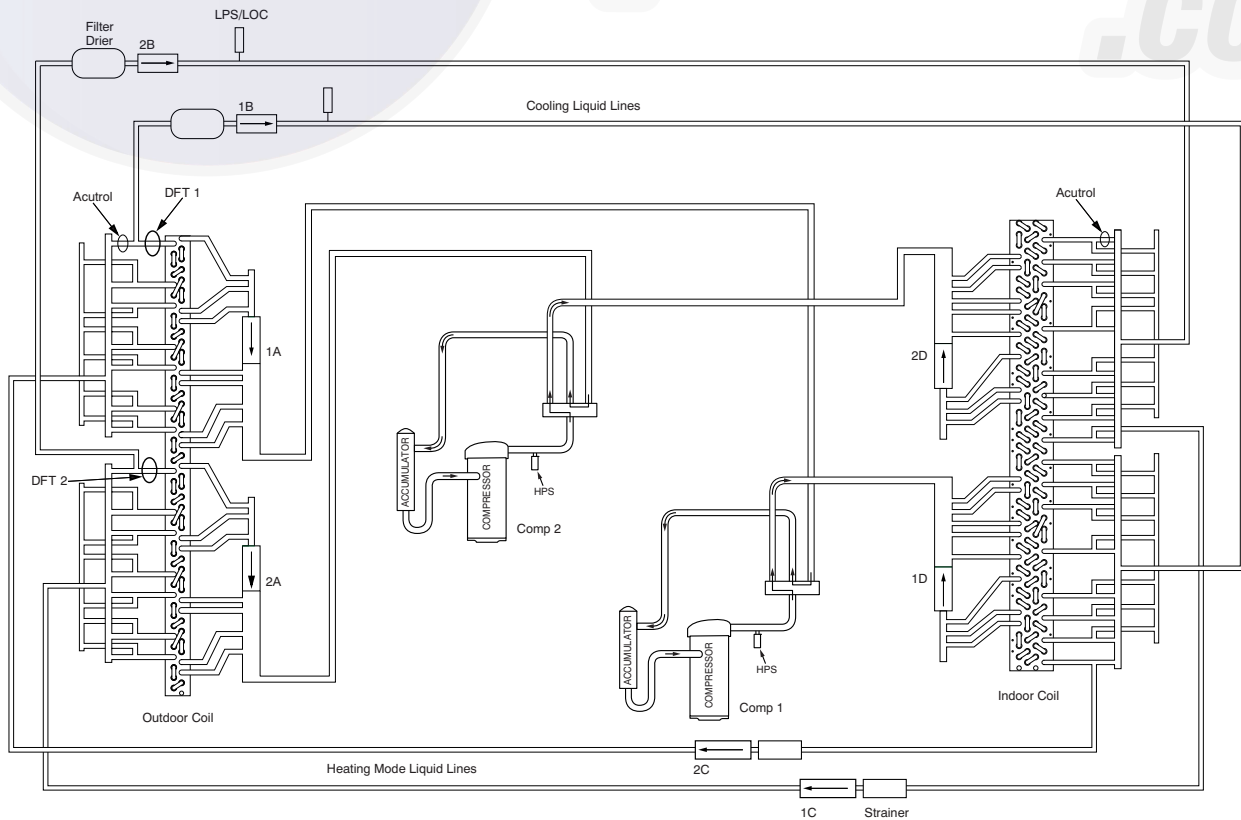 .co
LPS/LOC
Filter
Drier
2B
1B
Cooling Liquid Lines
Acutrol
DFT 1
Acutrol
1A
2D
ACCUMULATOR
COMPRESSOR
HPS
Comp 2
DFT 2
2A
1D
ACCUMULATOR
COMPRESSOR
HPS
Comp 1
Outdoor Coil
Indoor Coil
Heating Mode Liquid Lines
2C
1C
Strainer